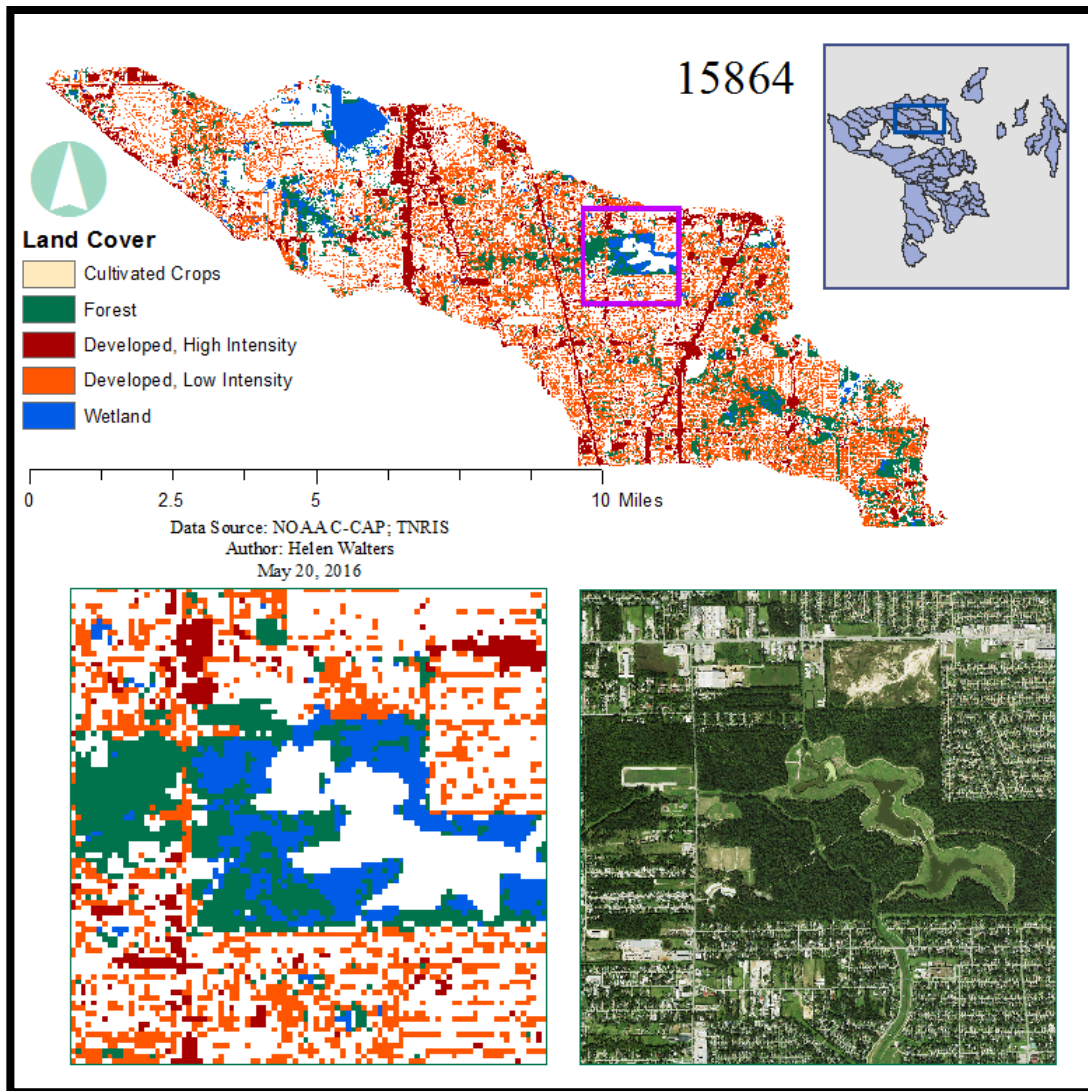 15864
Land Cover
Cultivated Crops
Forest
Developed, High Intensity
Developed, Low Intensity
Wetland
0 2.5 5 10 Miles
Data Source: NOAA C-CAP; TNRIS
Author: Helen Walters
May 20, 2016